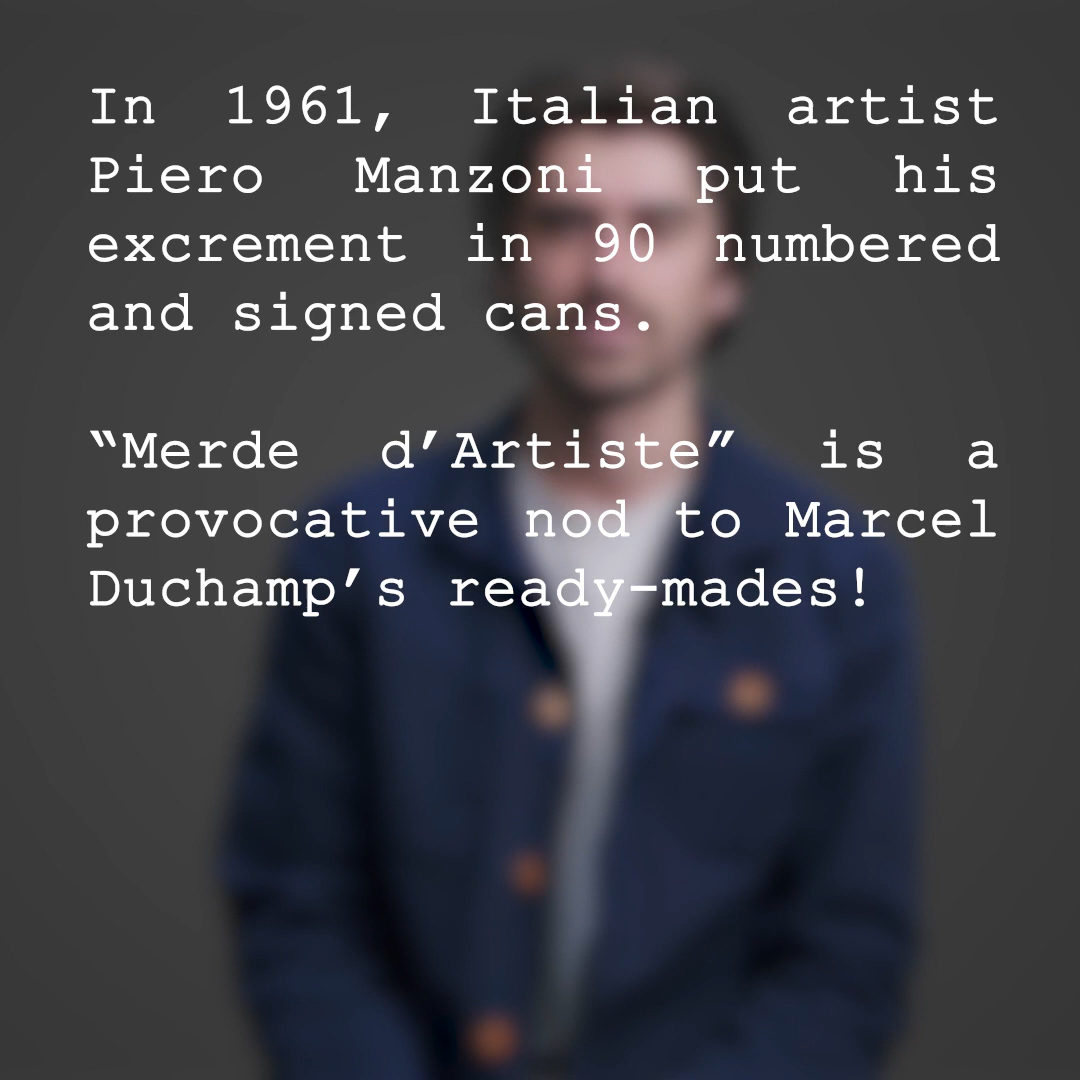 In 1961, Italian artist
Piero Manzoni put his
excrement in 90 numbered
and signed cans.
“Merde d’Artiste” is a
provocative nod to Marcel
Duchamp’s ready-mades!